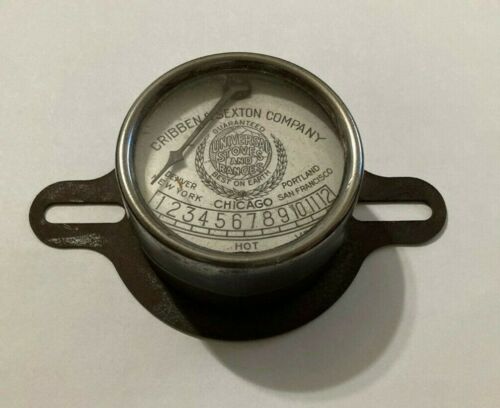 CRIBBEN & SEXTON COMPANY
GUARANTEED
UNIVERSAL
STOVES
AND
RANGES
BEST ON EARTH
DENVER
NEW YORK
CHICAGO
PORTLAND
SAN FRANCISCO
1 2 3 4 5 6 7 8 9 10 11 12
HOT